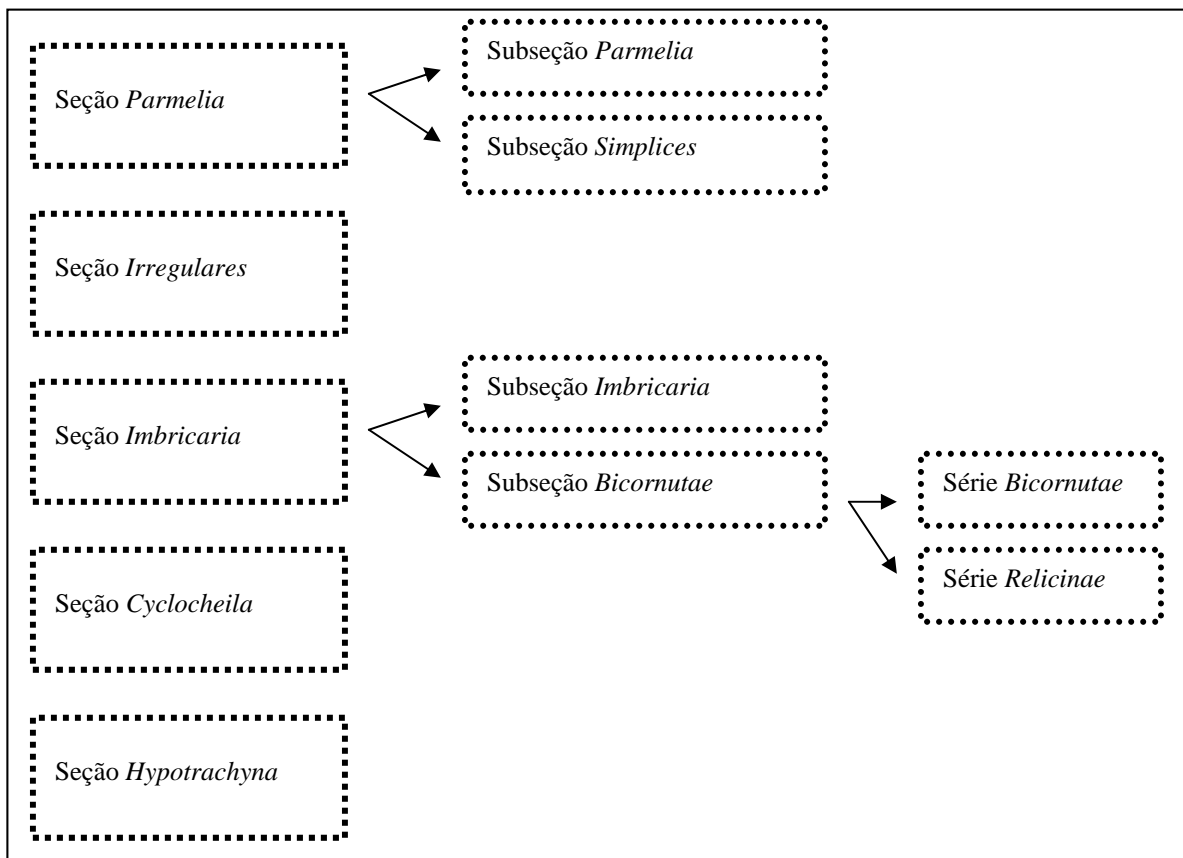 Seção Parmelia
Subseção Parmelia
Subseção Simplices
Seção Irregulares
Seção Imbricaria
Subseção Imbricaria
Subseção Bicornutae
Série Bicornutae
Série Relicinae
Seção Cyclocheila
Seção Hypotrachyna